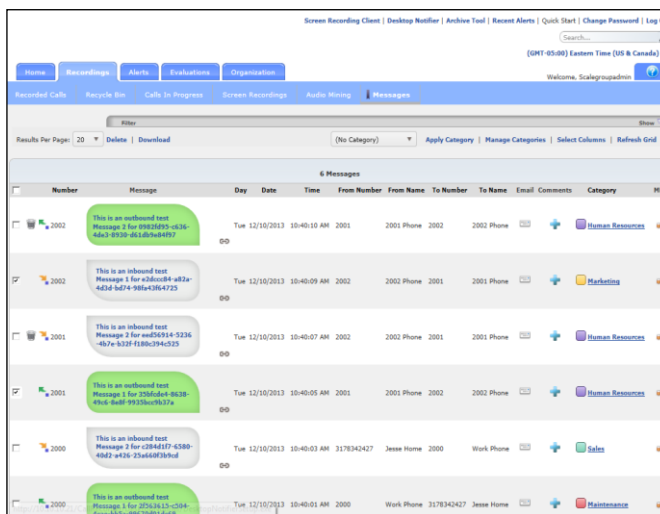 Screen Recording Client | Desktop Notifier | Archive Tool | Recent Alerts | Quick Start | Change Password | Log
Search...
(GMT-05:00) Eastern Time (US & Canada)
Home Recordings Alerts Evaluations Organization
Welcome, Scalegroupadmin
Recorded Calls Recycle Bin Calls In Progress Screen Recordings Audio Mining Messages
Filter Show
Results Per Page: 20 Delete | Download (No Category) Apply Category | Manage Categories | Select Columns | Refresh Grid
6 Messages
Number Message Day Date Time From Number From Name To Number To Name Email Comments Category M
This is an outbound test
2002 Message 2 for 0982fd95-c636- Tue 12/10/2013 10:40:10 AM 2001 2001 Phone 2002 2002 Phone Human Resources
4de3-8930-d61db9e84f97
This is an inbound test
2002 Message 1 for e2dccc84-a82a- Tue 12/10/2013 10:40:09 AM 2002 2002 Phone 2001 2001 Phone Marketing
4d3d-bd74-98fa43f64725
This is an inbound test
2001 Message 2 for eed56914-5236 Tue 12/10/2013 10:40:07 AM 2002 2002 Phone 2001 2001 Phone Human Resources
-4b7e-b32f-f180c394c525
This is an outbound test
2001 Message 1 for 35bfcde4-8638- Tue 12/10/2013 10:40:05 AM 2001 2001 Phone 2002 2002 Phone Human Resources
49c6-8e8f-9935bcc9b37a
This is an inbound test
2000 Message 2 for c284d1f7-6580- Tue 12/10/2013 10:40:03 AM 3178342427 Jesse Home 2000 Work Phone Sales
40d2-a426-25a660f3b9cd
This is an outbound test
2000 Message 1 for 2f563615-c504- Tue 12/10/2013 10:40:01 AM 2000 Work Phone 3178342427 Jesse Home Maintenance